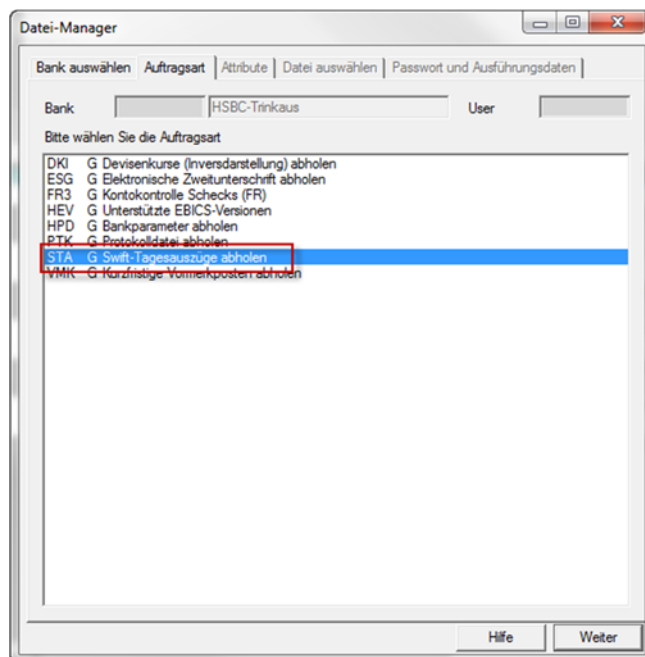 Datei-Manager
Bank auswählen Auftragsart Attribute Datei auswählen Passwort und Ausführungsdaten
Bank HSBC-Trinkaus User
Bitte wählen Sie die Auftragsart
DKI G Devisenkurse (Inversdarstellung) abholen
ESG G Elektronische Zweitunterschrift abholen
FR3 G Kontokontrolle Schecks (FR)
HEV G Unterstützte EBICS-Versionen
HPD G Bankparameter abholen
PTK G Protokolldatei abholen
STA G Swift-Tagesauszüge abholen
VMK G Kurzfristige Vormerkposten abholen
Hilfe Weiter